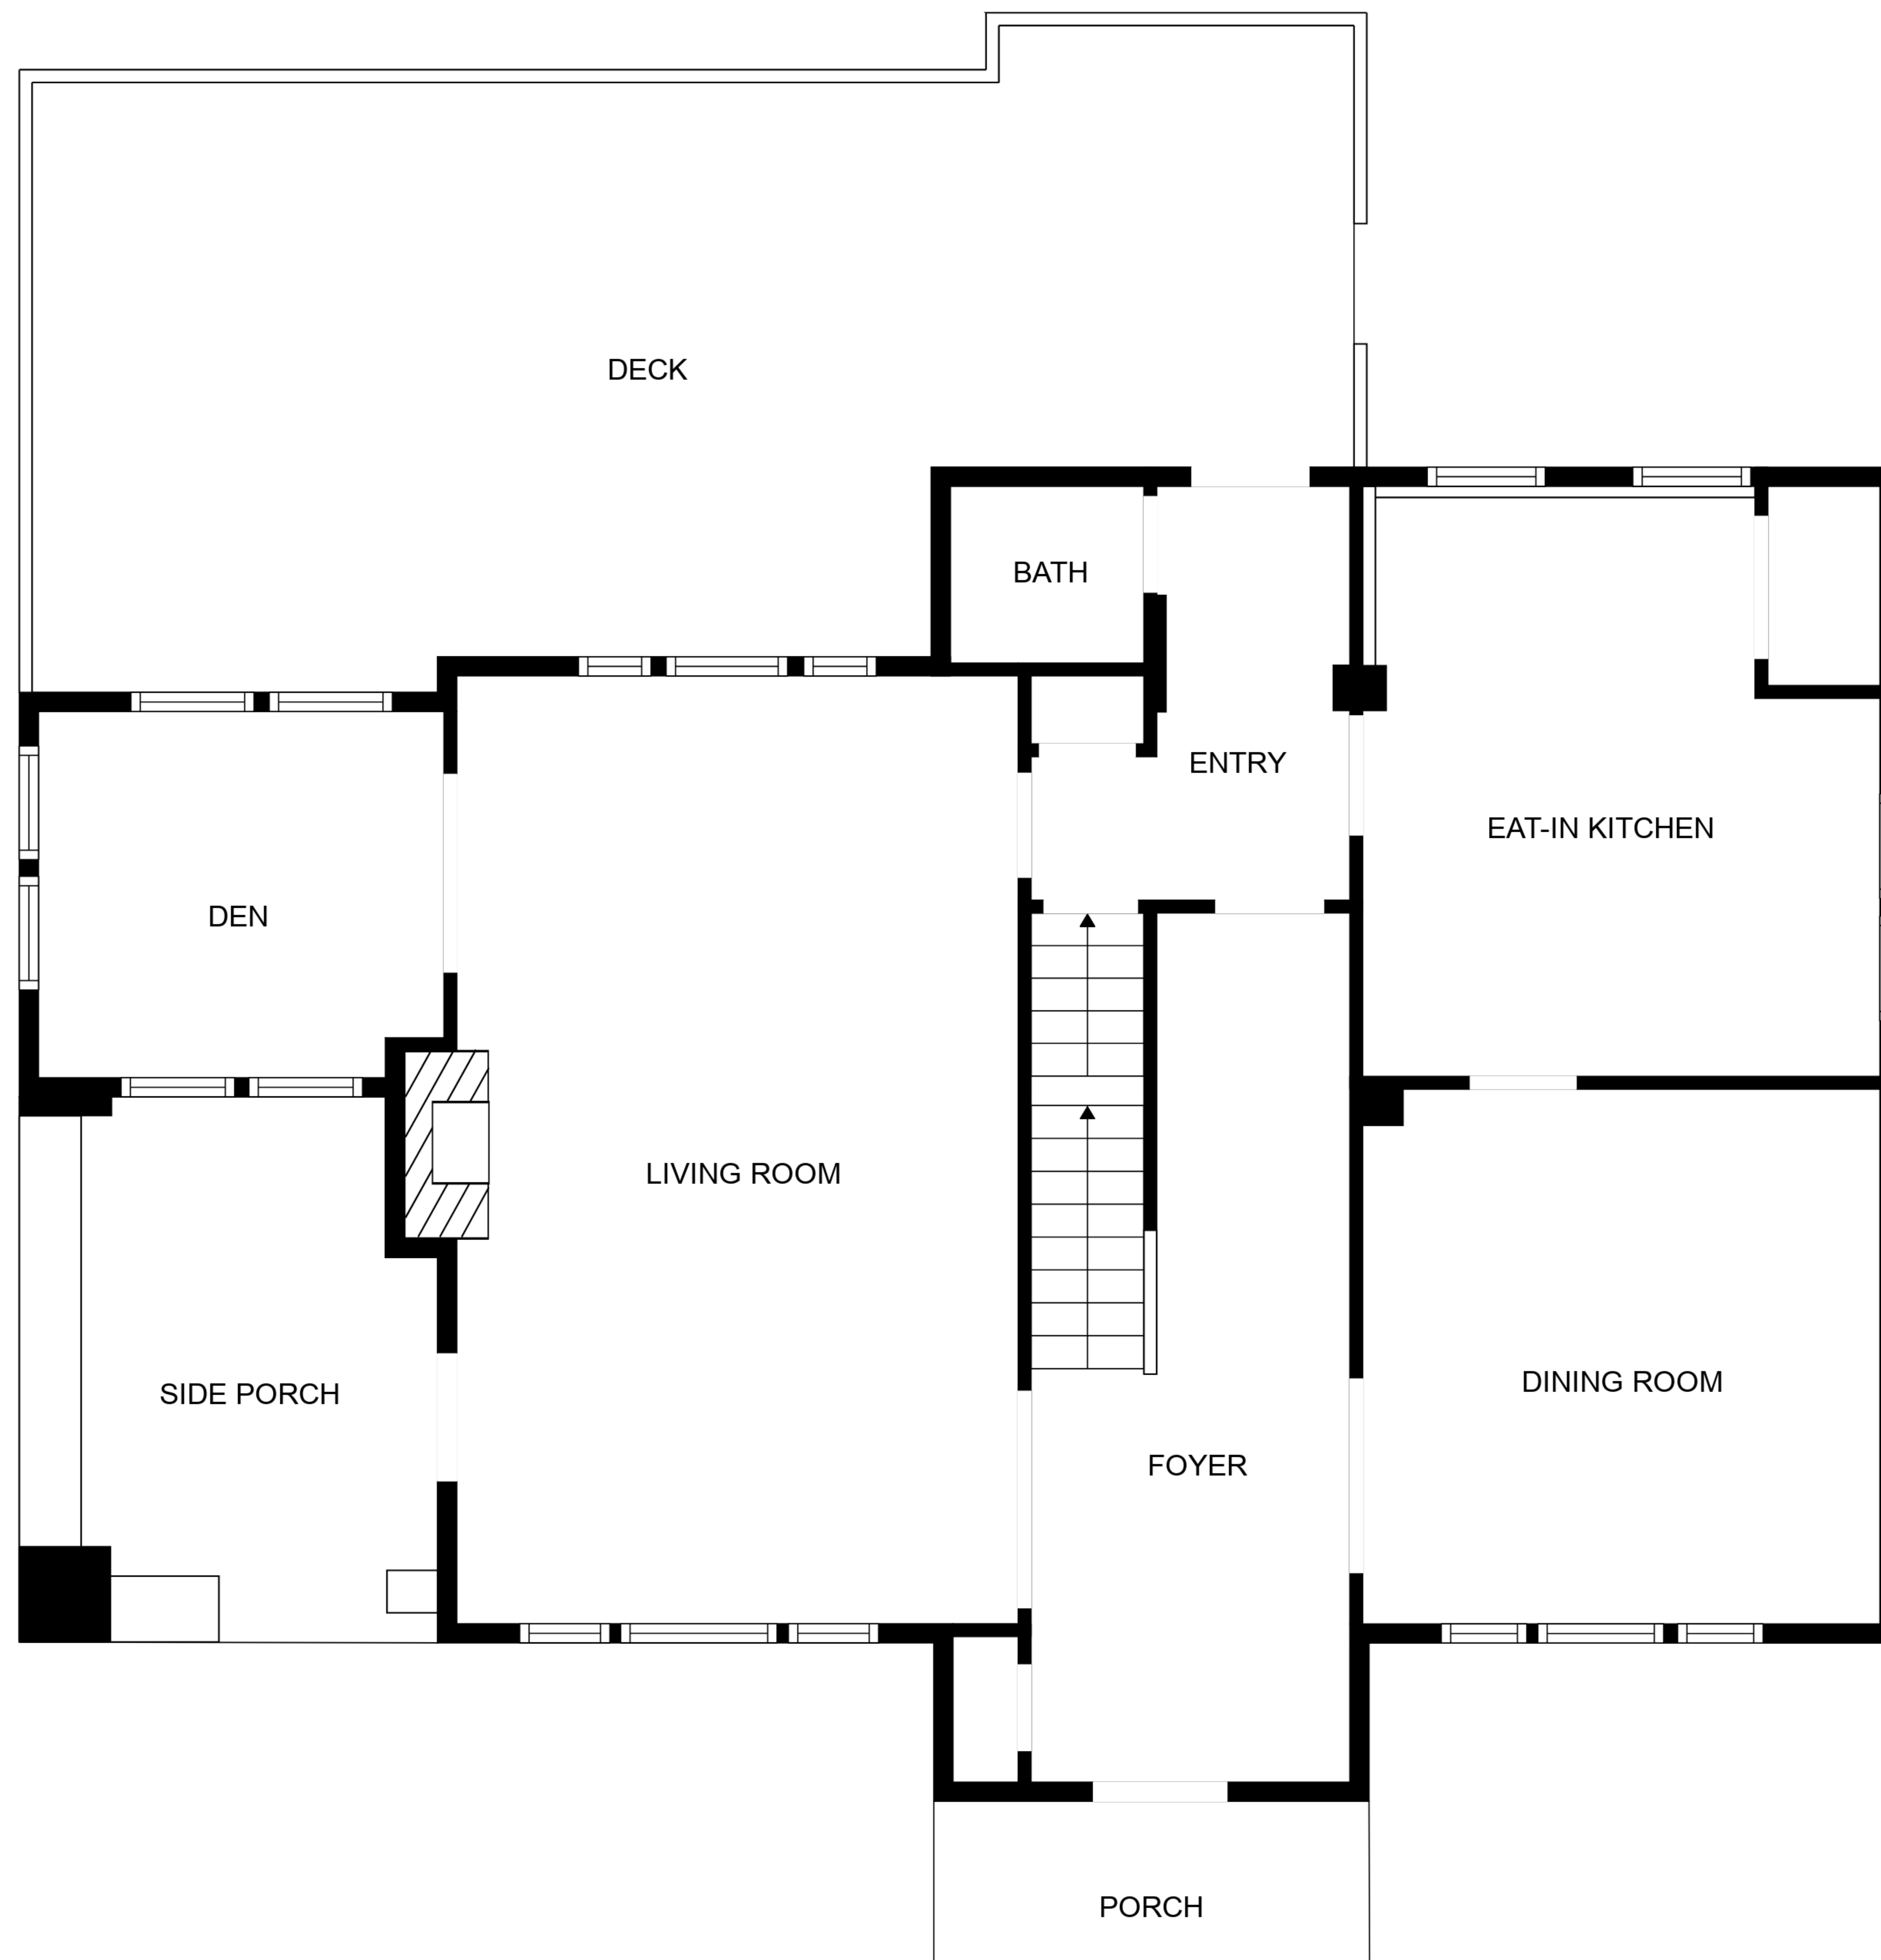 DECK
BATH
ENTRY
EAT-IN KITCHEN
DEN
LIVING ROOM
DINING ROOM
SIDE PORCH
FOYER
PORCH